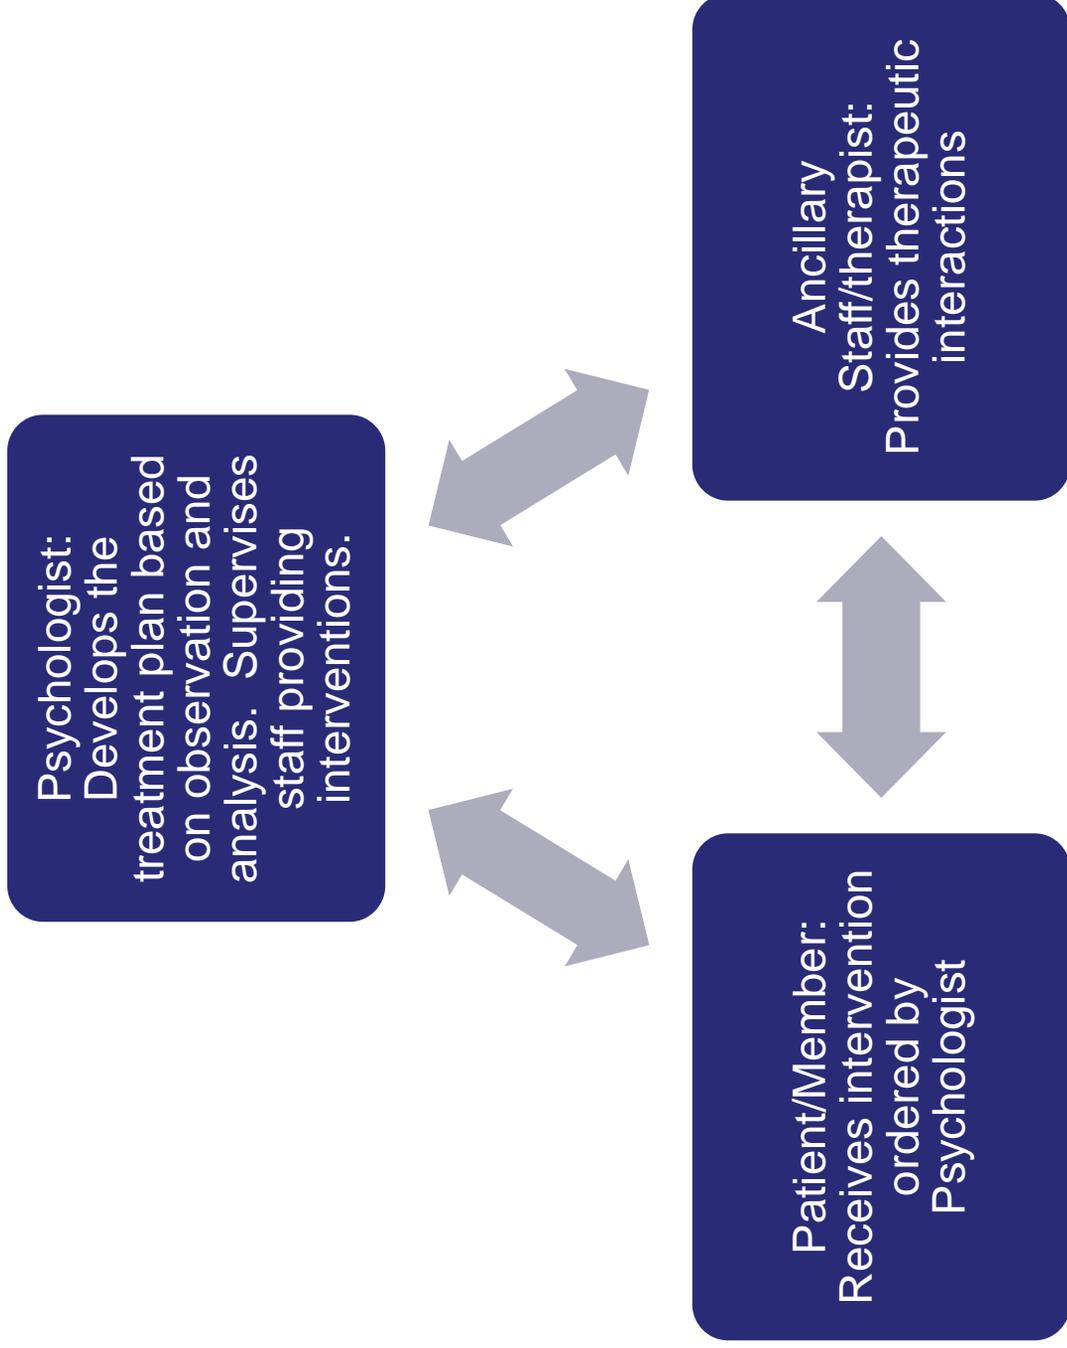 Psychologist:
Develops the
treatment plan based
on observation and
analysis.  Supervises
staff providing
interventions.
Patient/Member:
Receives intervention
ordered by
Psychologist
Ancillary
Staff/therapist:
Provides therapeutic
interactions